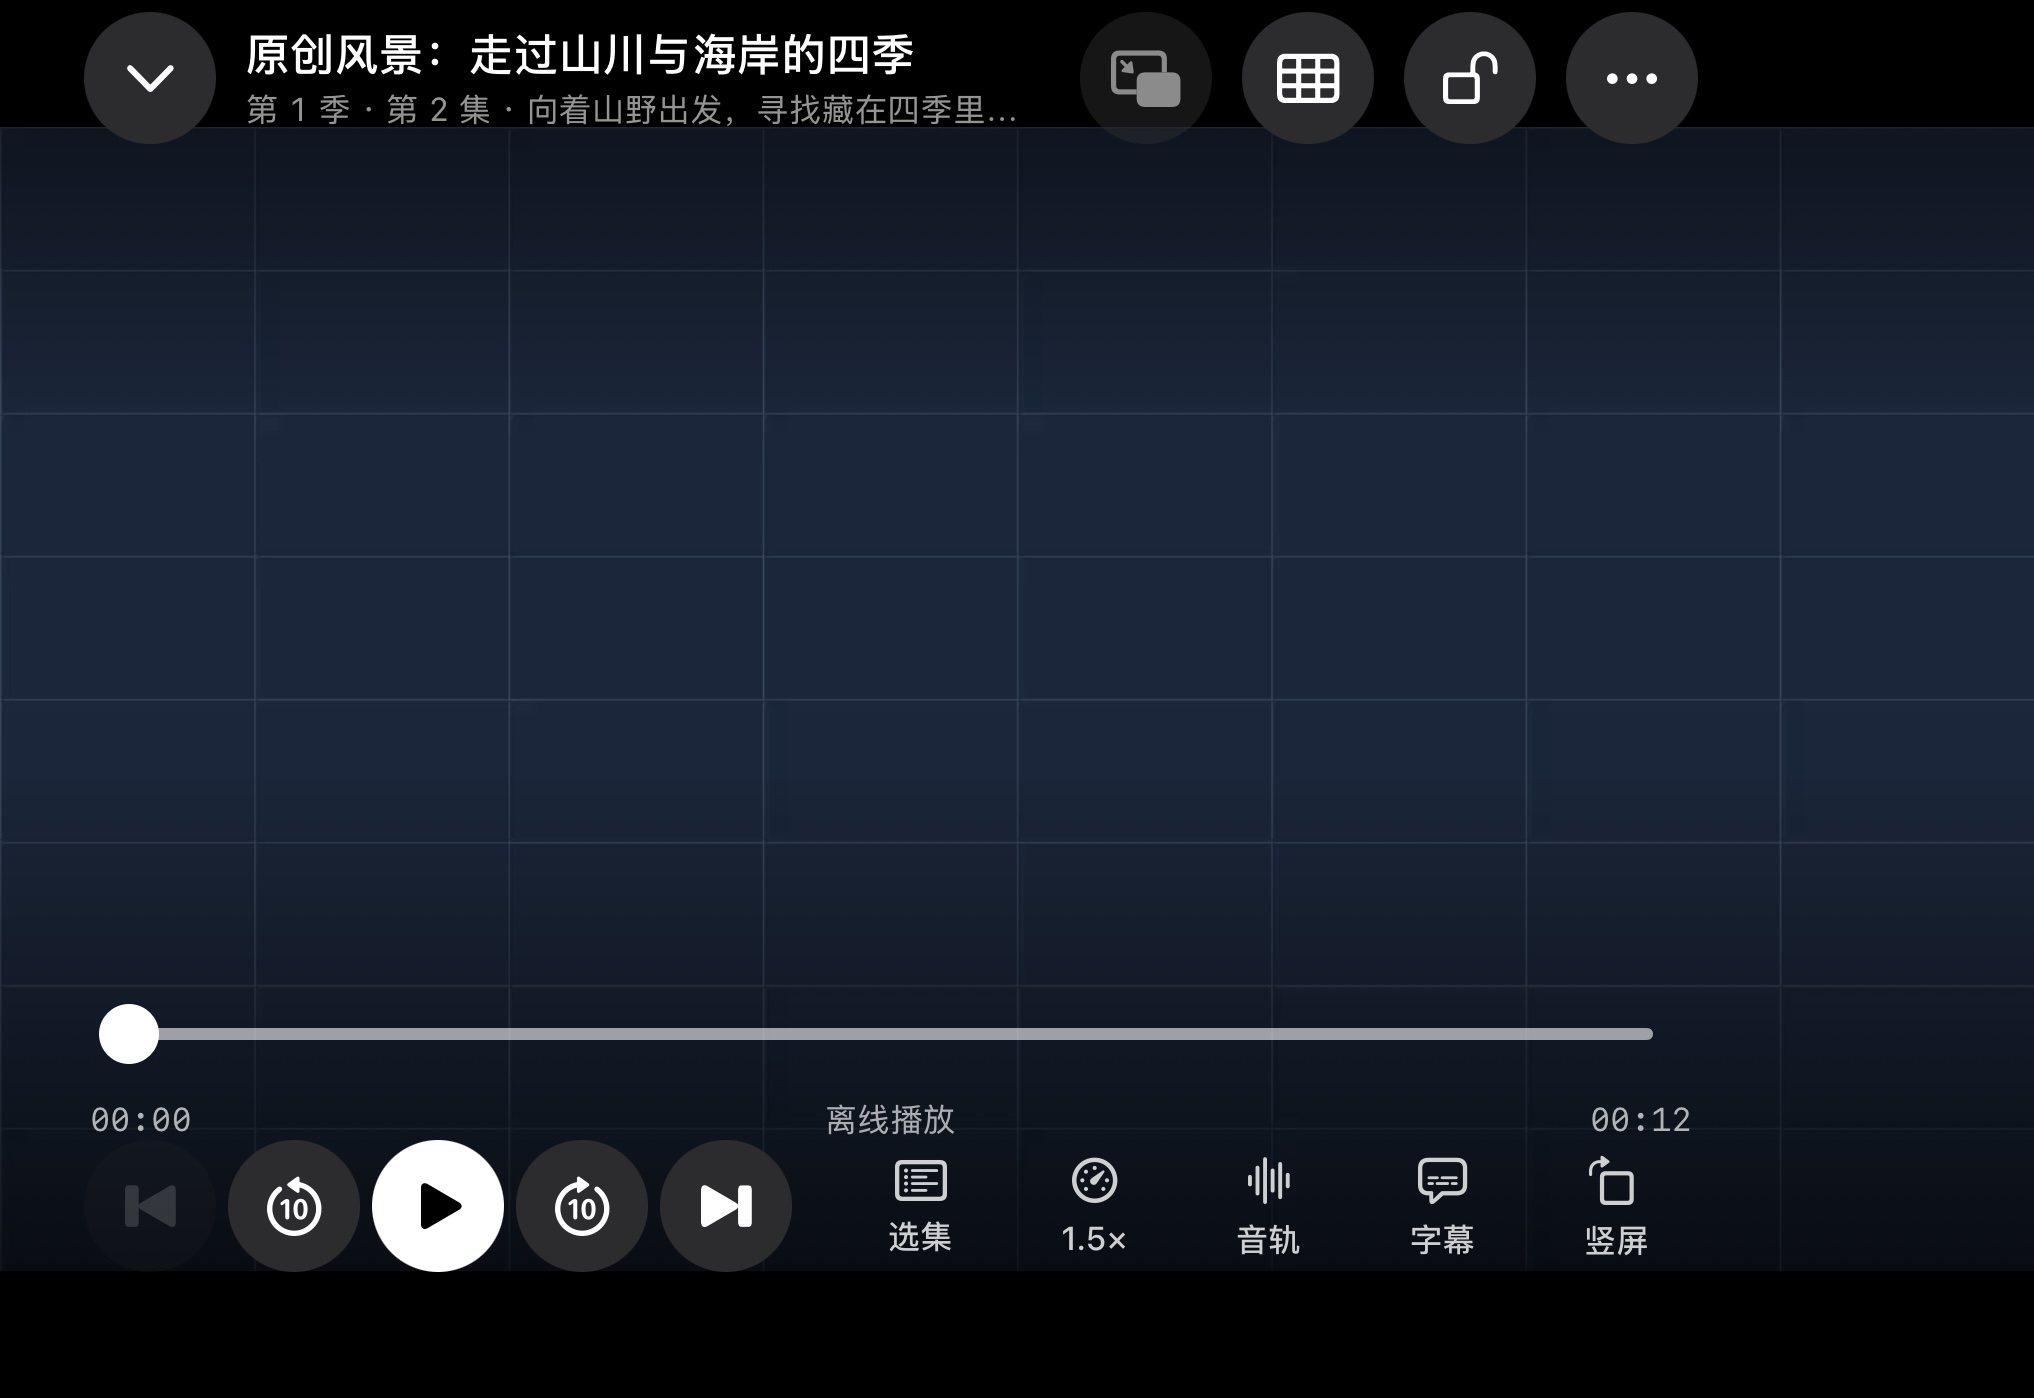 原创风景：走过山川与海岸的四季
第 1 季 · 第 2 集 · 向着山野出发，寻找藏在四季里...
00:00
离线播放
00:12
10
10
选集
1.5×
音轨
字幕
竖屏